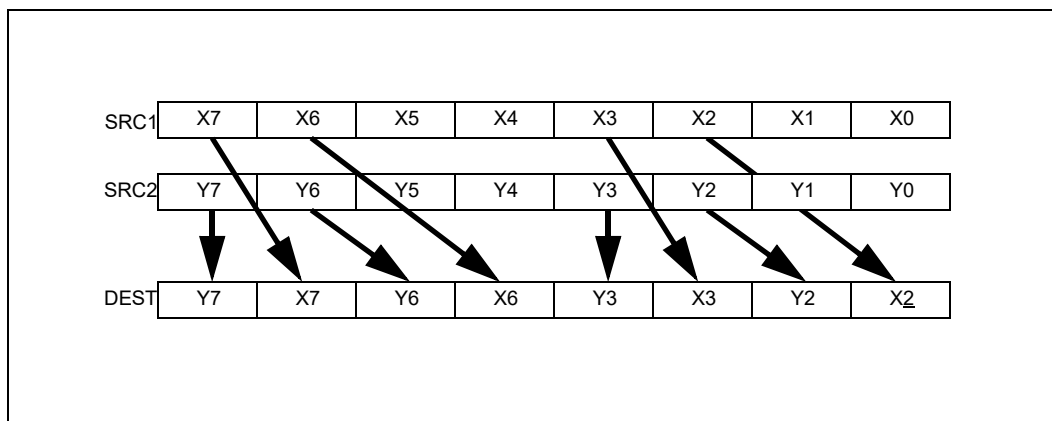 SRC1 X7 X6 X5 X4 X3 X2 X1 X0
SRC2 Y7 Y6 Y5 Y4 Y3 Y2 Y1 Y0
DEST Y7 X7 Y6 X6 Y3 X3 Y2 X2